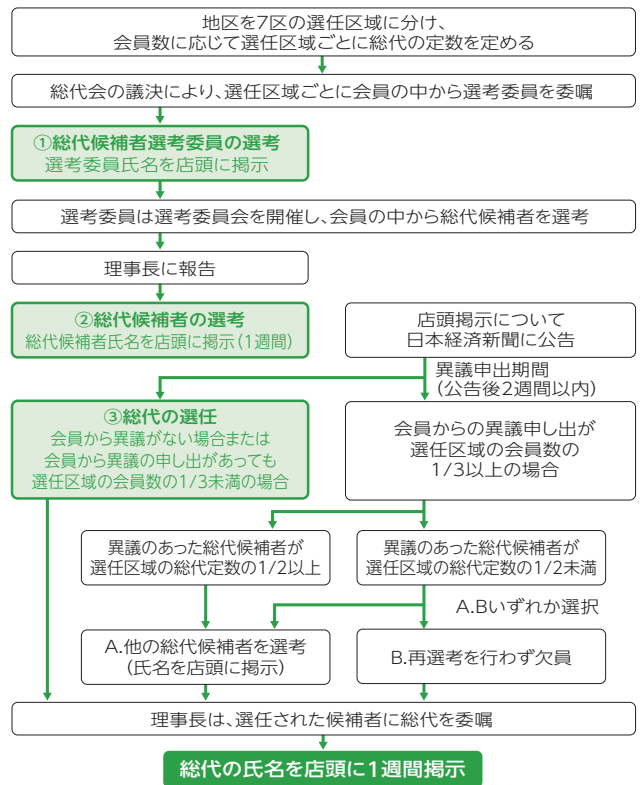 地区を7区の選任区域に分け、
会員数に応じて選任区域ごとに総代の定数を定める
総代会の議決により、選任区域ごとに会員の中から選考委員を委嘱
①総代候補者選考委員の選考
選考委員氏名を店頭に掲示
選考委員は選考委員会を開催し、会員の中から総代候補者を選考
理事長に報告
②総代候補者の選考
総代候補者氏名を店頭に掲示(1週間)
店頭掲示について
日本経済新聞に公告
異議申出期間
(公告後2週間以内)
③総代の選任
会員から異議がない場合または
会員から異議の申し出があっても
選任区域の会員数の1/3未満の場合
会員からの異議申し出が
選任区域の会員数の
1/3以上の場合
異議のあった総代候補者が
選任区域の総代定数の1/2以上
異議のあった総代候補者が
選任区域の総代定数の1/2未満
A.Bいずれか選択
A.他の総代候補者を選考
(氏名を店頭に掲示)
B.再選考を行わず欠員
理事長は、選任された候補者に総代を委嘱
総代の氏名を店頭に1週間掲示